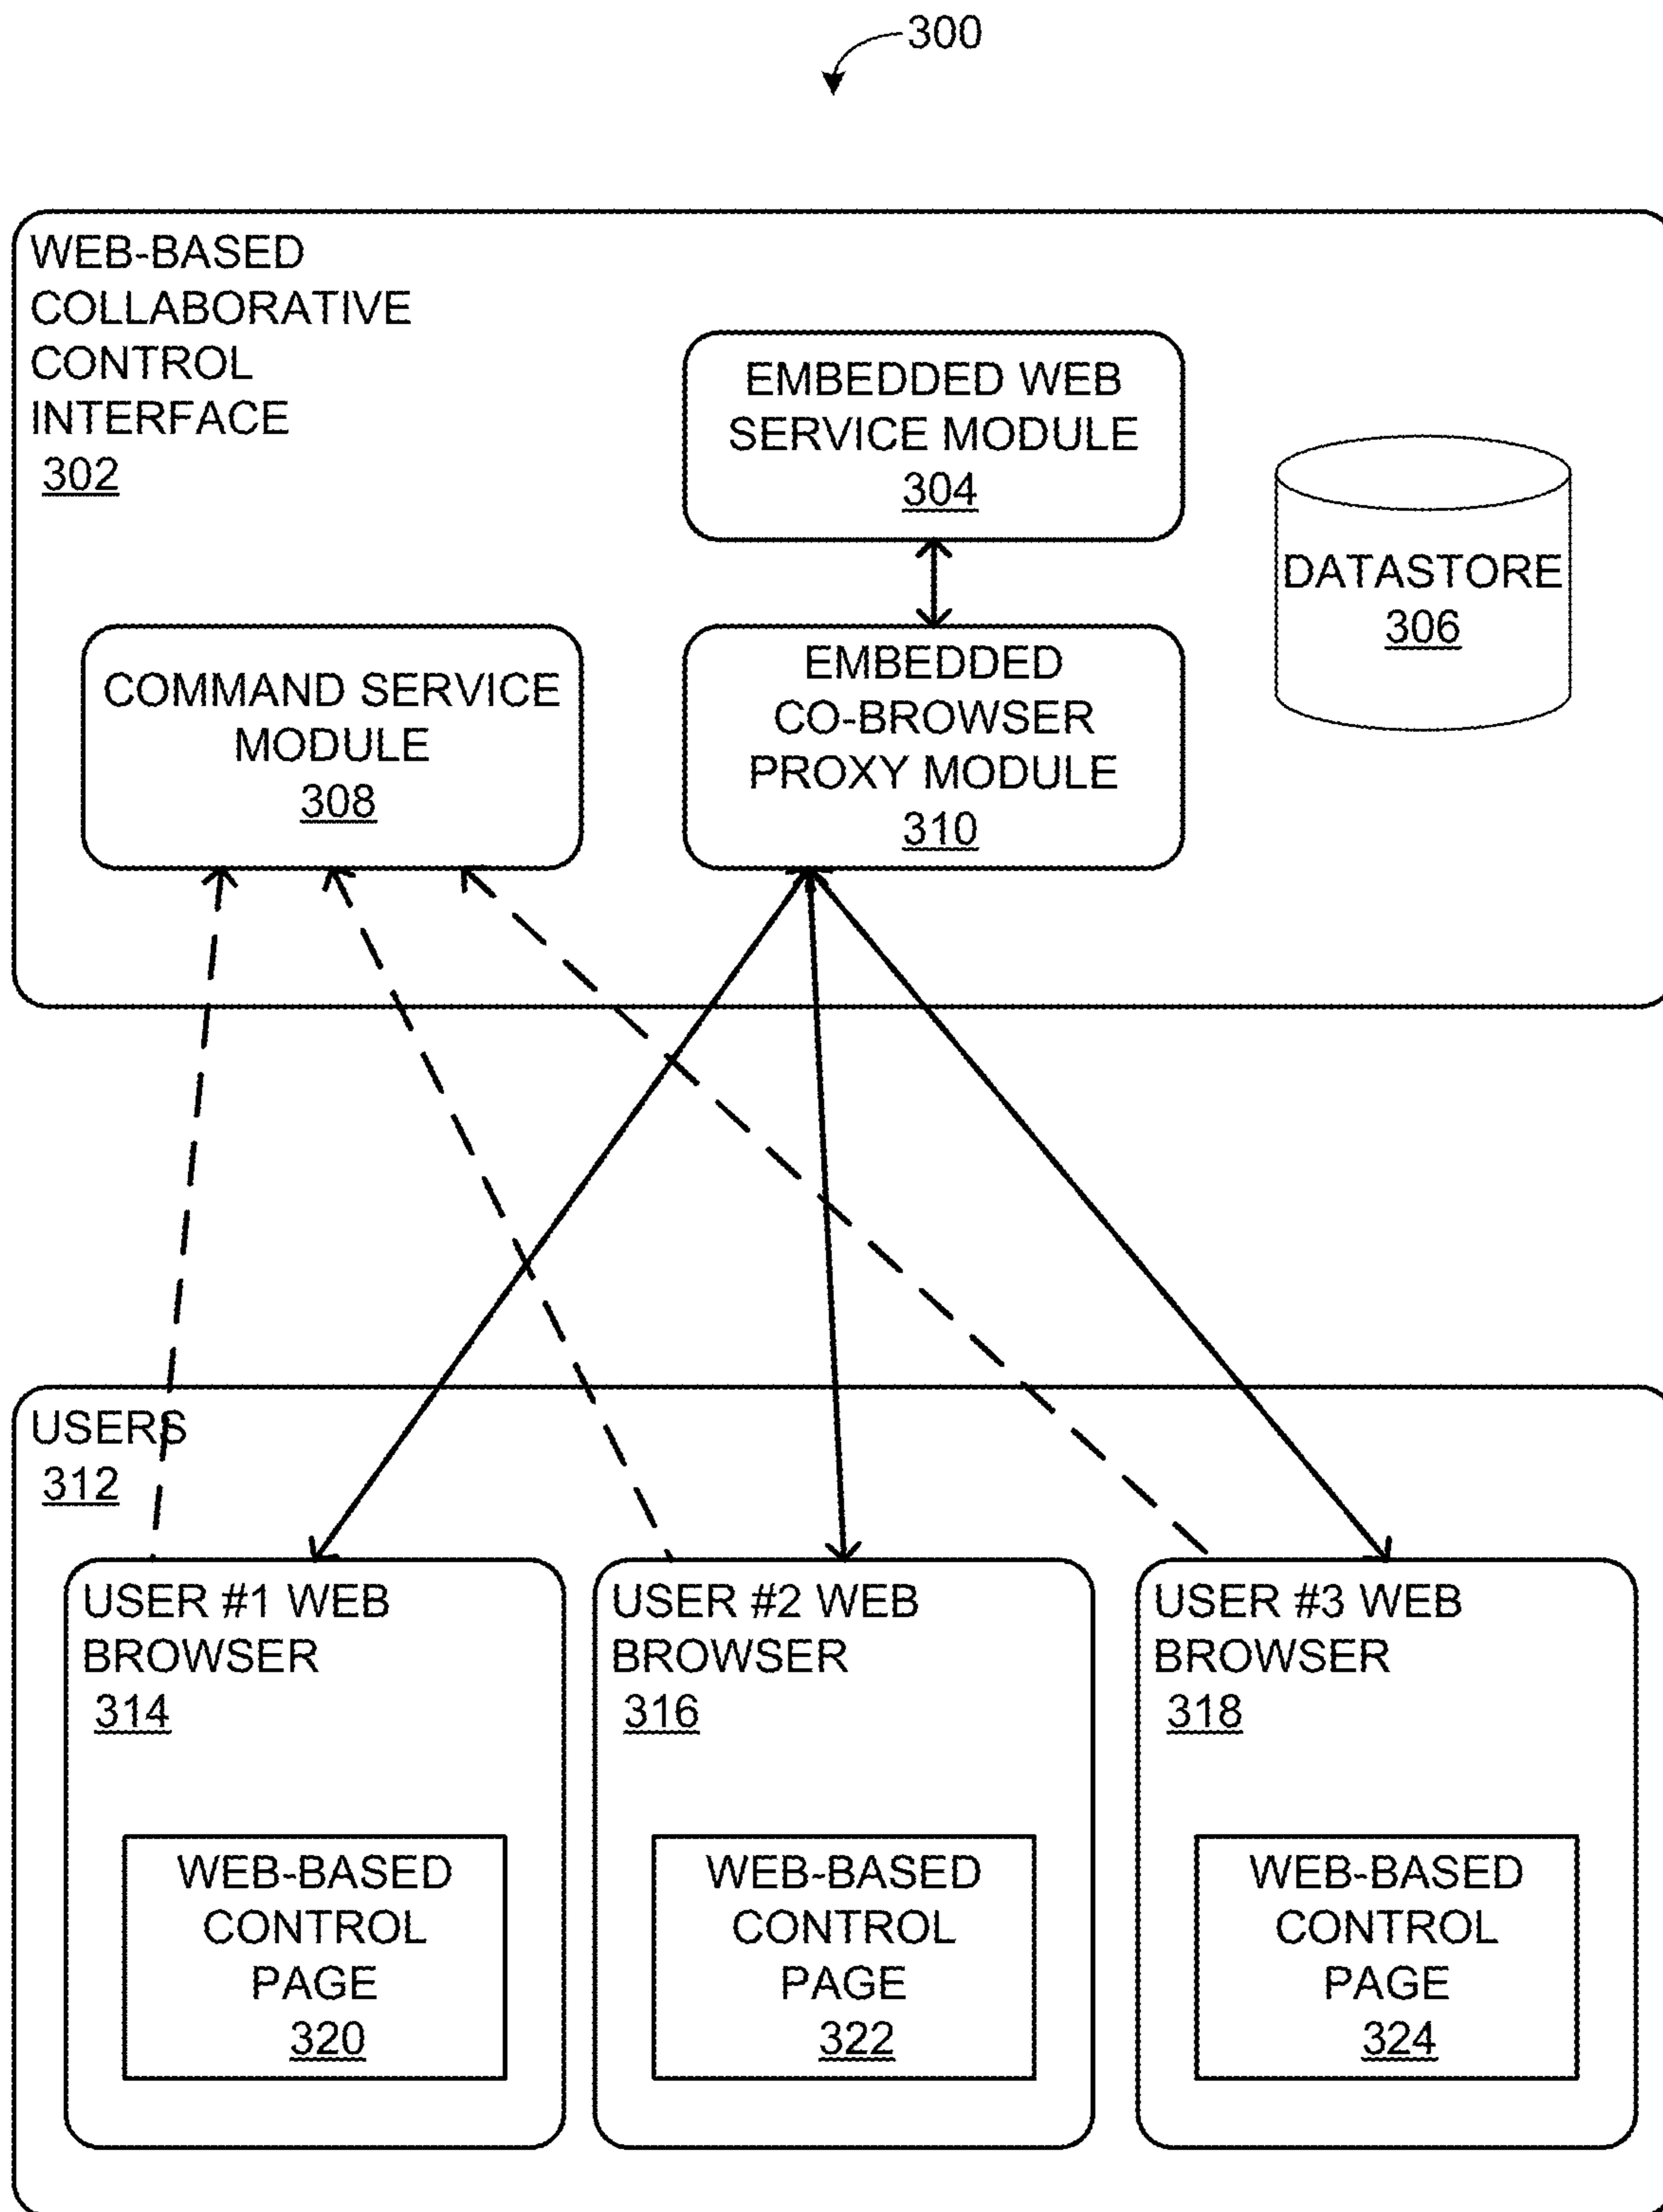 300
WEB-BASED
COLLABORATIVE
CONTROL
INTERFACE
302
EMBEDDED WEB
SERVICE MODULE
304
DATASTORE
306
COMMAND SERVICE
MODULE
308
EMBEDDED
CO-BROWSER
PROXY MODULE
310
USERS
312
USER #1 WEB
BROWSER
314
WEB-BASED
CONTROL
PAGE
320
USER #2 WEB
BROWSER
316
WEB-BASED
CONTROL
PAGE
322
USER #3 WEB
BROWSER
318
WEB-BASED
CONTROL
PAGE
324